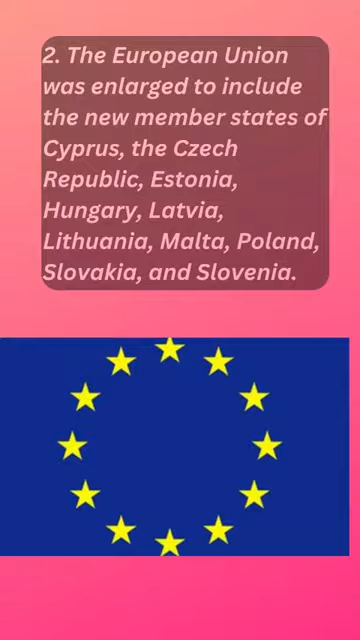 2. The European Union
was enlarged to include
the new member states of
Cyprus, the Czech
Republic, Estonia,
Hungary, Latvia,
Lithuania, Malta, Poland,
Slovakia, and Slovenia.